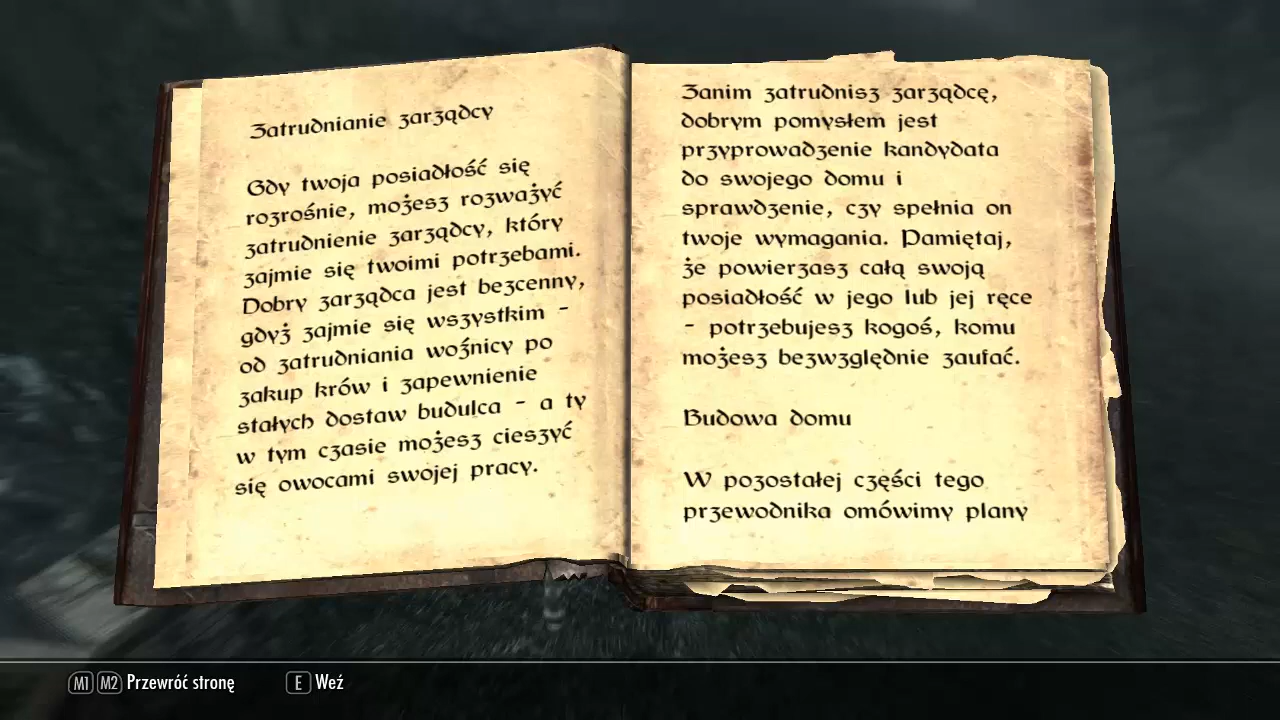 Zatrudnianie zarządcy
Gdy twoja posiadłość się
rozrośnie, możesz rozważyć
zatrudnienie zarządcy, który
zajmie się twoimi potrzebami.
Dobry zarządca jest bezcenny,
gdyż zajmie się wszystkim -
od zatrudniania woźnicy po
zakup krów i zapewnienie
stałych dostaw budulca - a ty
w tym czasie możesz cieszyć
się owocami swojej pracy.
Zanim zatrudnisz zarządcę,
dobrym pomysłem jest
przyprowadzenie kandydata
do swojego domu i
sprawdzenie, czy spełnia on
twoje wymagania. Pamiętaj,
że powierzasz całą swoją
posiadłość w jego lub jej ręce
- potrzebujesz kogoś, komu
możesz bezwzględnie zaufać.
Budowa domu
W pozostałej części tego
przewodnika omówimy plany
M1 M2 Przewróć stronę E Weź